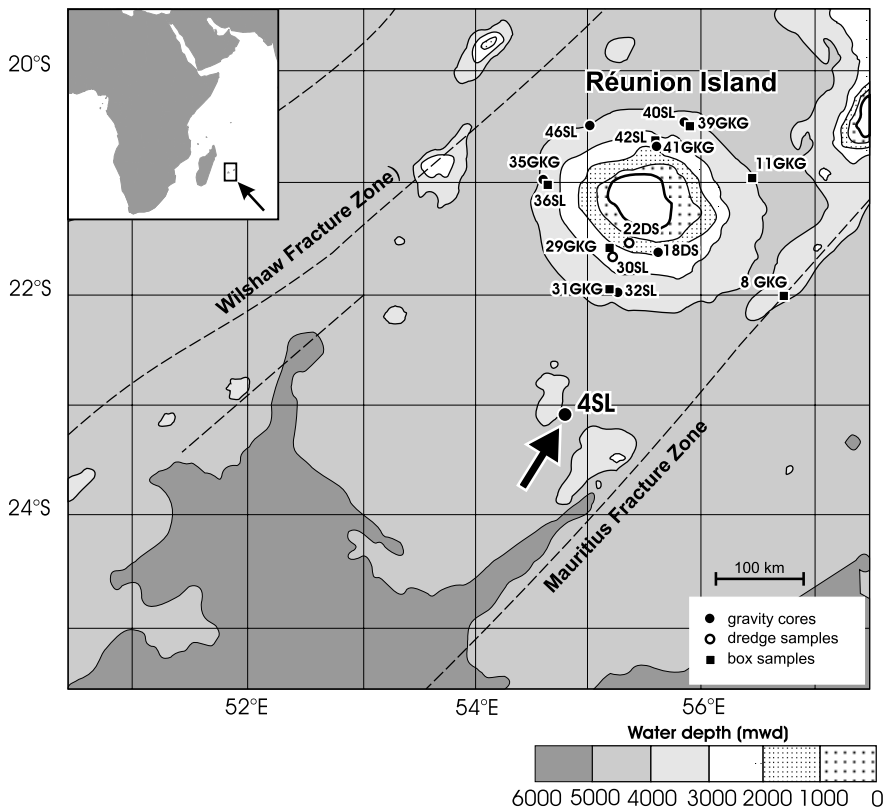 20°S
Réunion Island
40SL
39GKG
46SL
42SL
41GKG
35GKG
11GKG
36SL
Wilshaw Fracture Zone)
22DS
29GKG
18DS
30SL
22°S
31GKG
32SL
8 GKG
4SL
Mauritius Fracture Zone
24°S
100 km
gravity cores
dredge samples
box samples
52°E
54°E
56°E
Water depth (mwd)
6000 5000 4000 3000 2000 1000 0